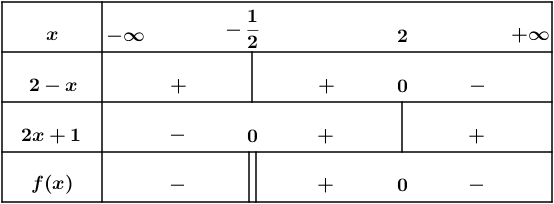 x −∞ −1/2 2 +∞
2 − x + + 0 −
2x + 1 − 0 + +
f(x) − + 0 −